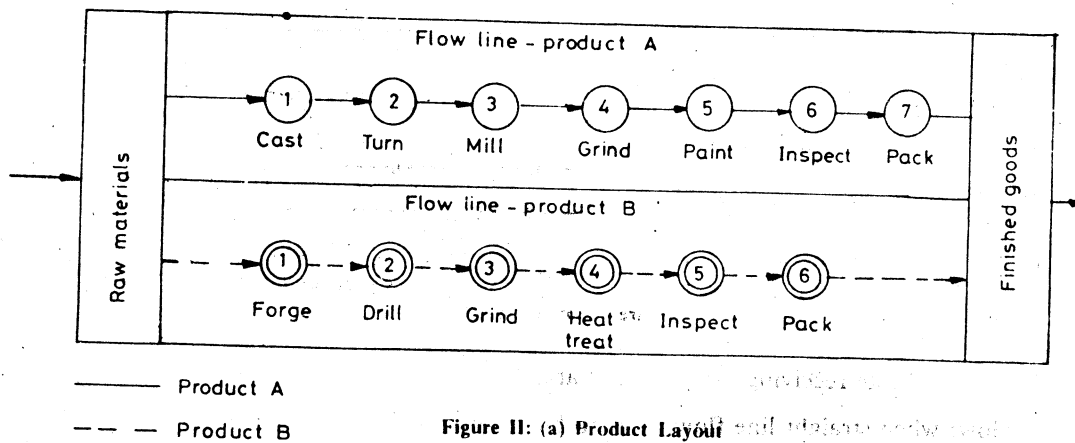 Flow line - product A
1 2 3 4 5 6 7
Cast Turn Mill Grind Paint Inspect Pack
Raw materials
Finished goods
Flow line - product B
1 2 3 4 5 6
Forge Drill Grind Heat treat Inspect Pack
Product A
Product B
Figure II: (a) Product Layout